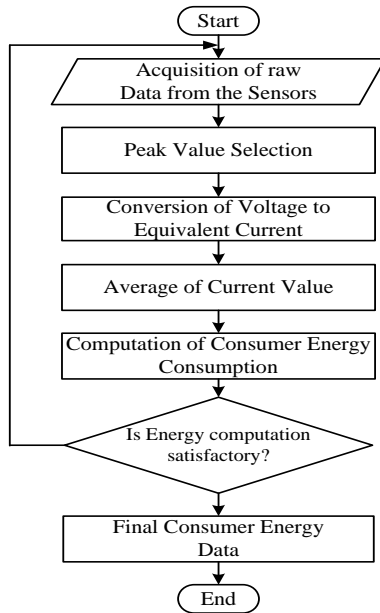 Start
Acquisition of raw
Data from the Sensors
Peak Value Selection
Conversion of Voltage to
Equivalent Current
Average of Current Value
Computation of Consumer Energy
Consumption
Is Energy computation
satisfactory?
Final Consumer Energy
Data
End